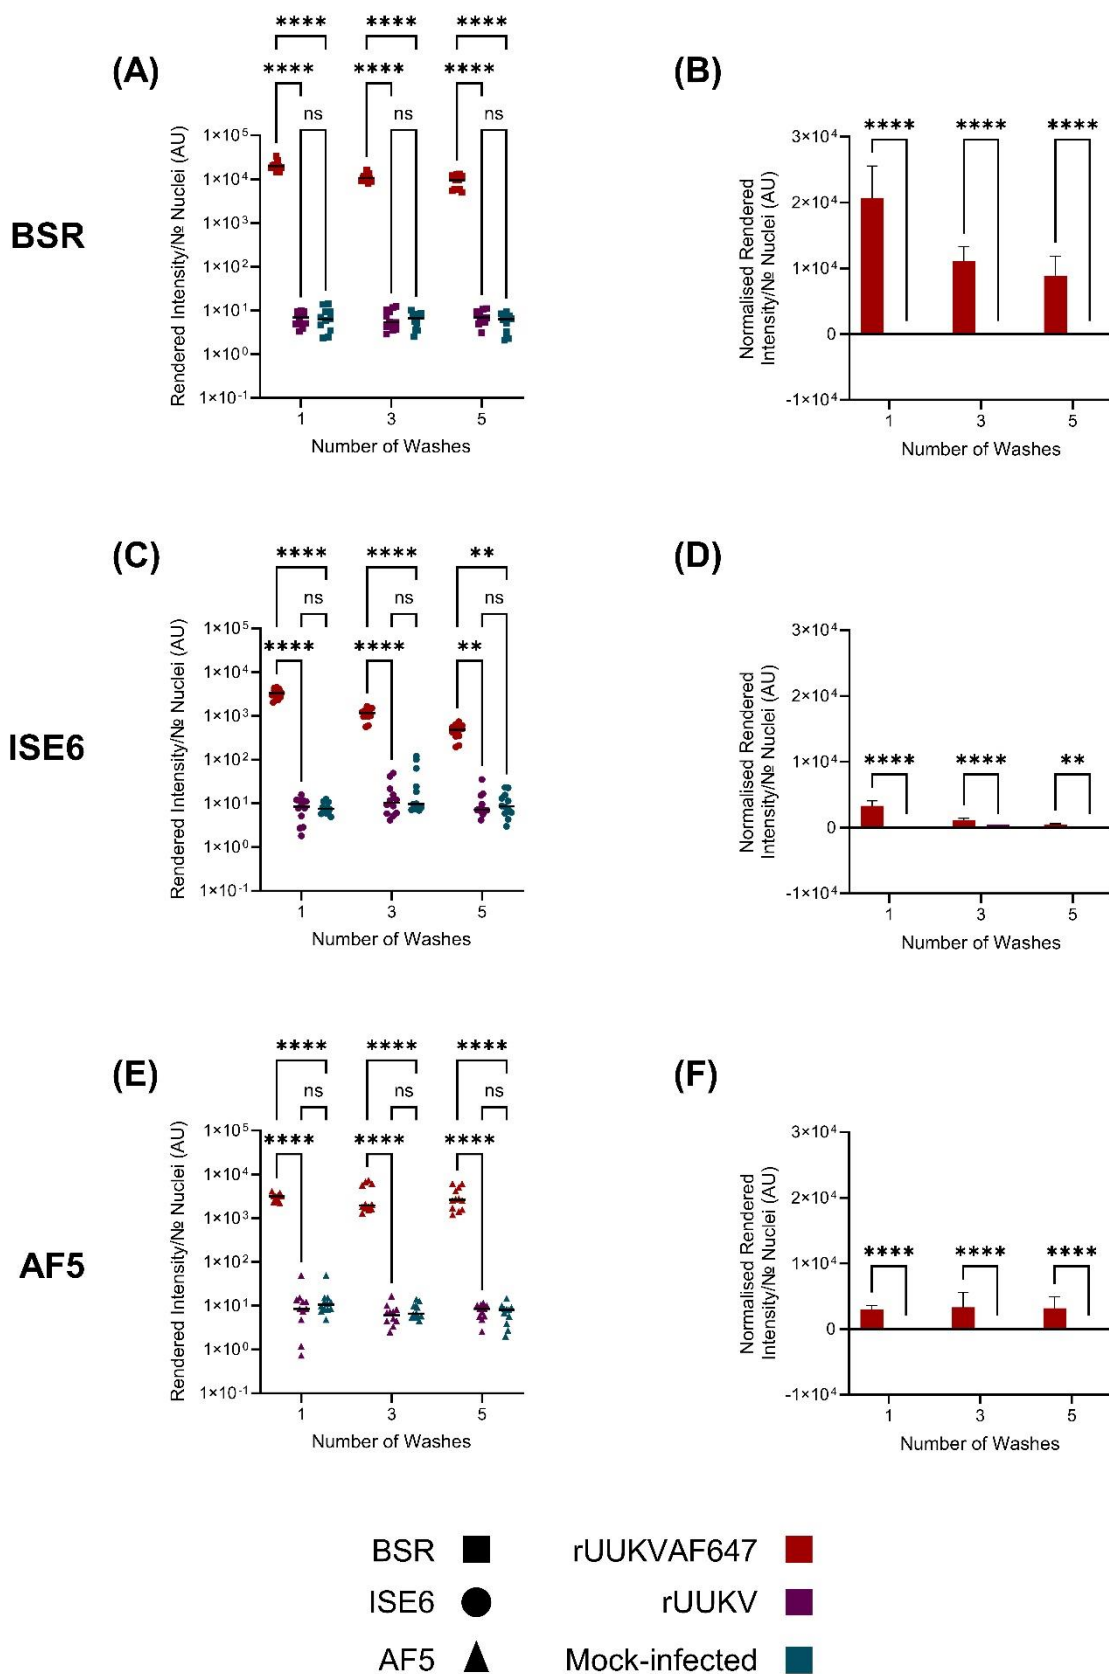 (A)
BSR
**** **** ****
**** **** ****
ns ns ns
Rendered Intensity/№ Nuclei (AU)
1×10⁵
1×10⁴
1×10³
1×10²
1×10¹
1×10⁰
1×10⁻¹
1 3 5
Number of Washes
(B)
**** **** ****
Normalised Rendered
Intensity/№ Nuclei (AU)
3×10⁴
2×10⁴
1×10⁴
0
-1×10⁴
1 3 5
Number of Washes
(C)
ISE6
**** **** **
ns ns ns
**** **** **
Rendered Intensity/№ Nuclei (AU)
1×10⁵
1×10⁴
1×10³
1×10²
1×10¹
1×10⁰
1×10⁻¹
1 3 5
Number of Washes
(D)
**** **** **
Normalised Rendered
Intensity/№ Nuclei (AU)
3×10⁴
2×10⁴
1×10⁴
0
-1×10⁴
1 3 5
Number of Washes
(E)
AF5
**** **** ****
ns ns ns
**** **** ****
Rendered Intensity/№ Nuclei (AU)
1×10⁵
1×10⁴
1×10³
1×10²
1×10¹
1×10⁰
1×10⁻¹
1 3 5
Number of Washes
(F)
**** **** ****
Normalised Rendered
Intensity/№ Nuclei (AU)
3×10⁴
2×10⁴
1×10⁴
0
-1×10⁴
1 3 5
Number of Washes
BSR
ISE6
AF5
rUUKVAF647
rUUKV
Mock-infected